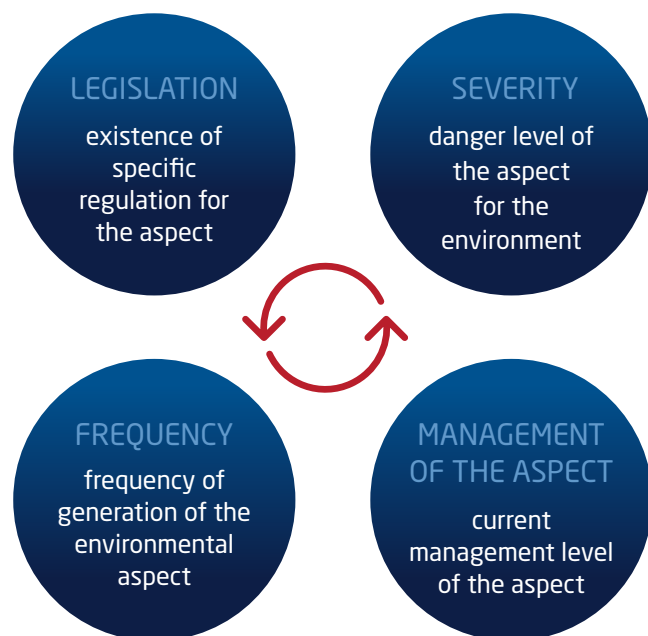 LEGISLATION
existence of
specific
regulation for
the aspect
SEVERITY
danger level of
the aspect
for the
environment
FREQUENCY
frequency of
generation of the
environmental
aspect
MANAGEMENT
OF THE ASPECT
current
management level
of the aspect